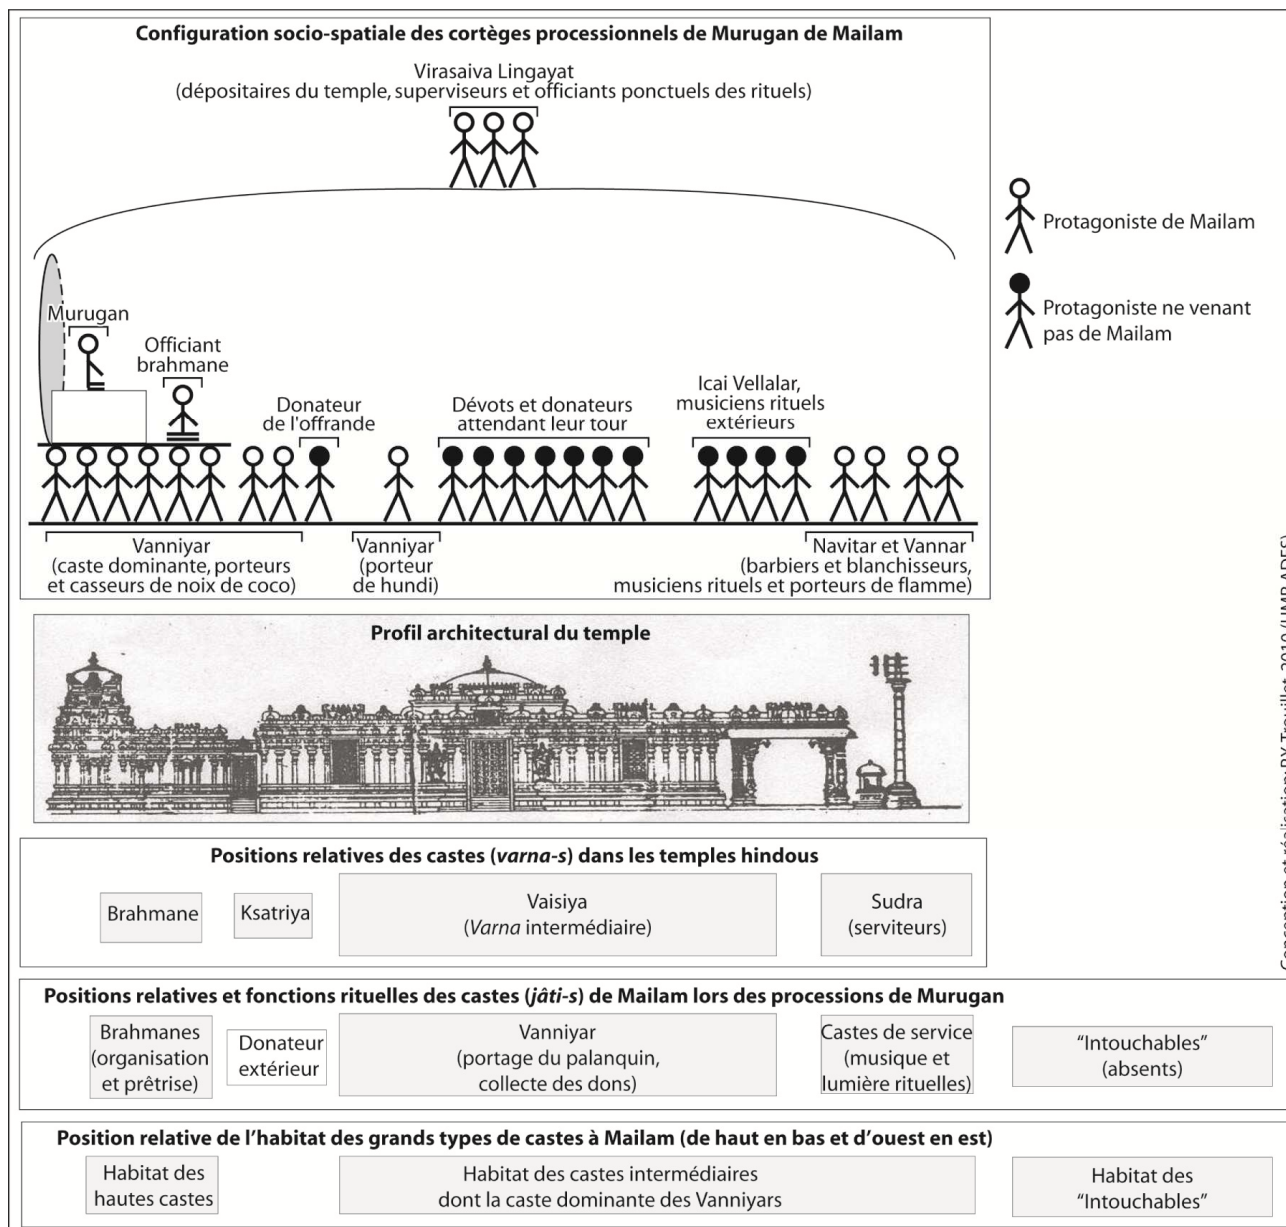 Configuration socio-spatiale des cortèges processionnels de Murugan de Mailam
Virasaiva Lingayat
(dépositaires du temple, superviseurs et officiants ponctuels des rituels)
Protagoniste de Mailam
Protagoniste ne venant
pas de Mailam
Murugan
Officiant
brahmane
Donateur
de l'offrande
Dévots et donateurs
attendant leur tour
Icai Vellalar,
musiciens rituels
extérieurs
Vanniyar
(caste dominante, porteurs
et casseurs de noix de coco)
Vanniyar
(porteur
de hundi)
Navitar et Vannar
(barbiers et blanchisseurs,
musiciens rituels et porteurs de flamme)
Profil architectural du temple
Positions relatives des castes (varna-s) dans les temples hindous
Brahmane
Ksatriya
Vaisiya
(Varna intermédiaire)
Sudra
(serviteurs)
Positions relatives et fonctions rituelles des castes (jâti-s) de Mailam lors des processions de Murugan
Brahmanes
(organisation
et prêtrise)
Donateur
extérieur
Vanniyar
(portage du palanquin,
collecte des dons)
Castes de service
(musique et
lumière rituelles)
“Intouchables”
(absents)
Position relative de l’habitat des grands types de castes à Mailam (de haut en bas et d’ouest en est)
Habitat des
hautes castes
Habitat des castes intermédiaires
dont la caste dominante des Vanniyars
Habitat des
“Intouchables”